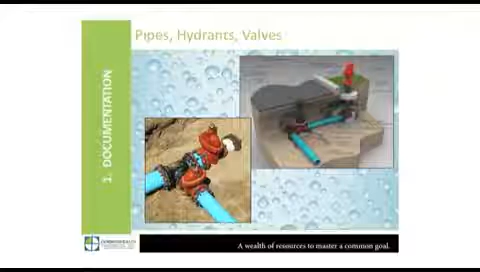 Pipes, Hydrants, Valves
1. DOCUMENTATION
A wealth of resources to master a common goal.